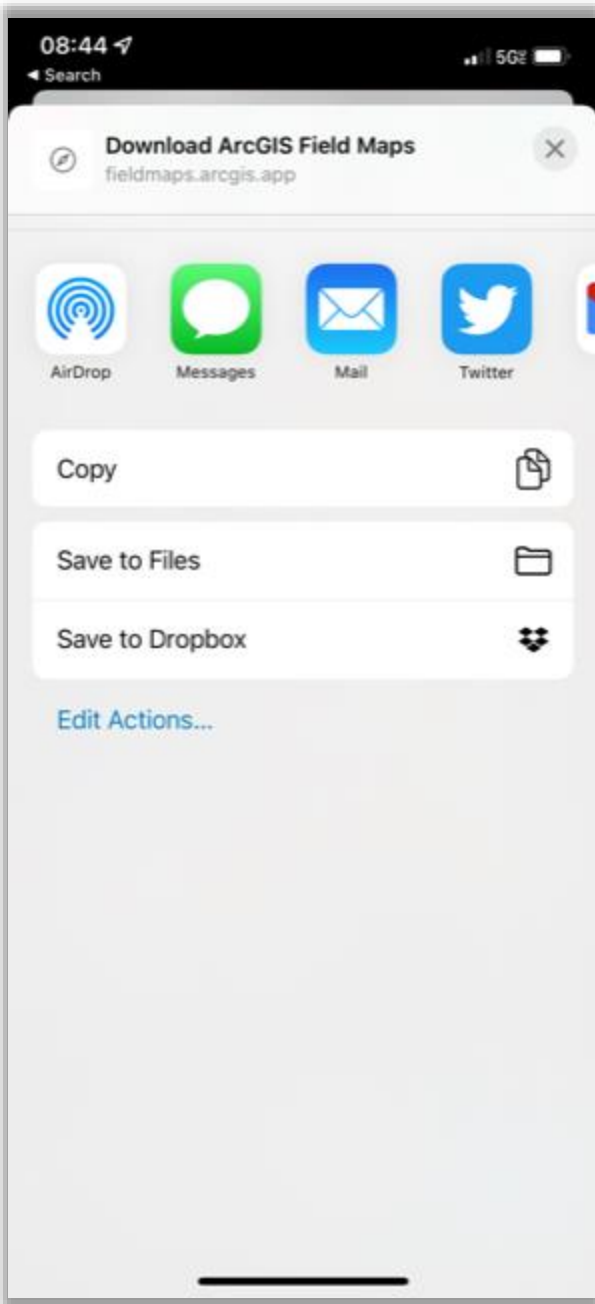 08:44
◀ Search
5G
Download ArcGIS Field Maps
fieldmaps.arcgis.app
AirDrop
Messages
Mail
Twitter
Copy
Save to Files
Save to Dropbox
Edit Actions...